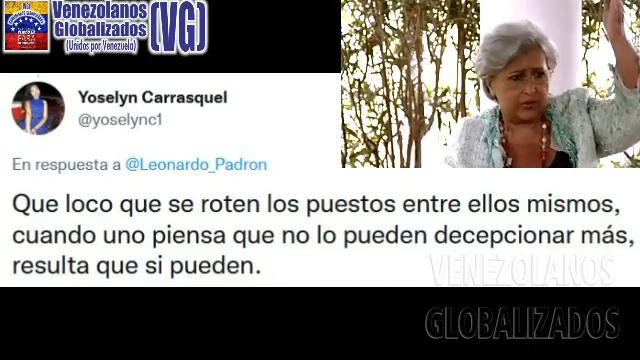 Venezolanos
Globalizados
(Unidos por Venezuela)
(VG)
Yoselyn Carrasquel
@yoselync1
En respuesta a @Leonardo_Padron
Que loco que se roten los puestos entre ellos mismos,
cuando uno piensa que no lo pueden decepcionar más,
resulta que si pueden.
VENEZOLANOS
GLOBALIZADOS